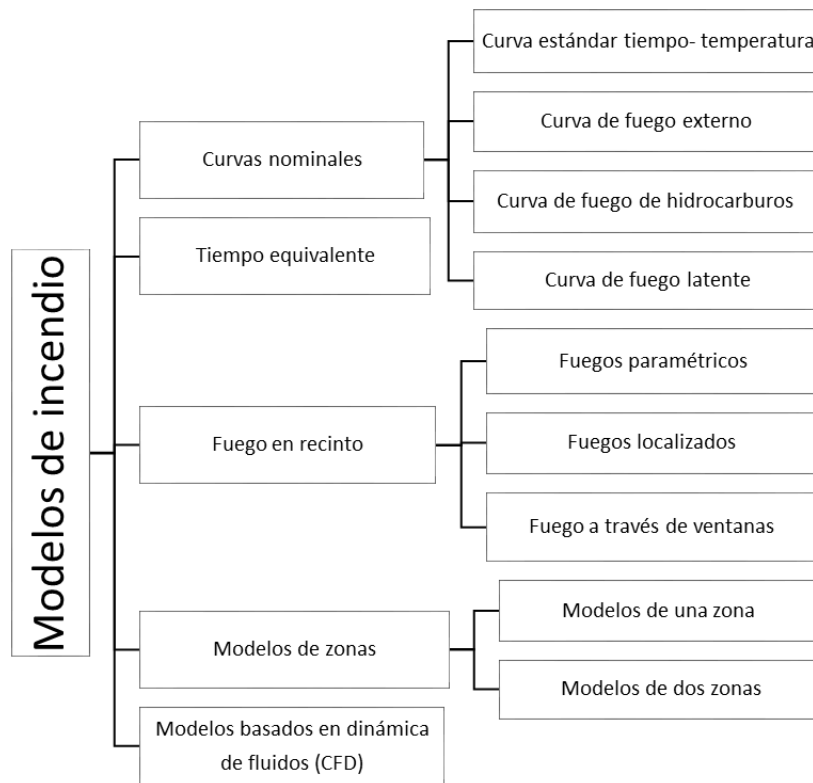 Modelos de incendio
Curvas nominales
Curva estándar tiempo- temperatura
Curva de fuego externo
Curva de fuego de hidrocarburos
Curva de fuego latente
Tiempo equivalente
Fuego en recinto
Fuegos paramétricos
Fuegos localizados
Fuego a través de ventanas
Modelos de zonas
Modelos de una zona
Modelos de dos zonas
Modelos basados en dinámica
de fluidos (CFD)